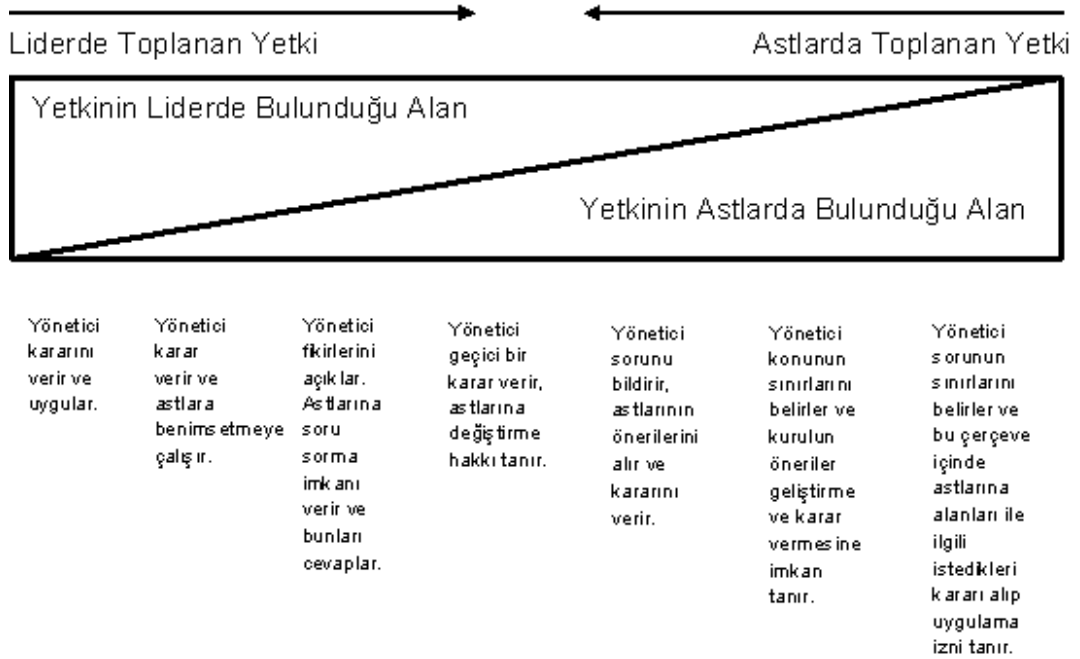 Liderde Toplanan Yetki
Astlarda Toplanan Yetki
Yetkinin Liderde Bulunduğu Alan
Yetkinin Astlarda Bulunduğu Alan
Yönetici
kararını
verir ve
uygular.
Yönetici
karar
verir ve
astlara
benimsetmeye
çalışır.
Yönetici
fikirlerini
açıklar.
Astlarına
soru
sorma
imkanı
verir ve
bunları
cevaplar.
Yönetici
geçici bir
karar verir,
astlarına
değiştirme
hakkı tanır.
Yönetici
sorunu
bildirir,
astlarının
önerilerini
alır ve
kararını
verir.
Yönetici
konunun
sınırlarını
belirler ve
kurulun
öneriler
geliştirme
ve karar
vermesine
imkan
tanır.
Yönetici
sorunun
sınırlarını
belirler ve
bu çerçeve
içinde
astlarına
alanları ile
ilgili
istedikleri
kararı alıp
uygulama
izni tanır.